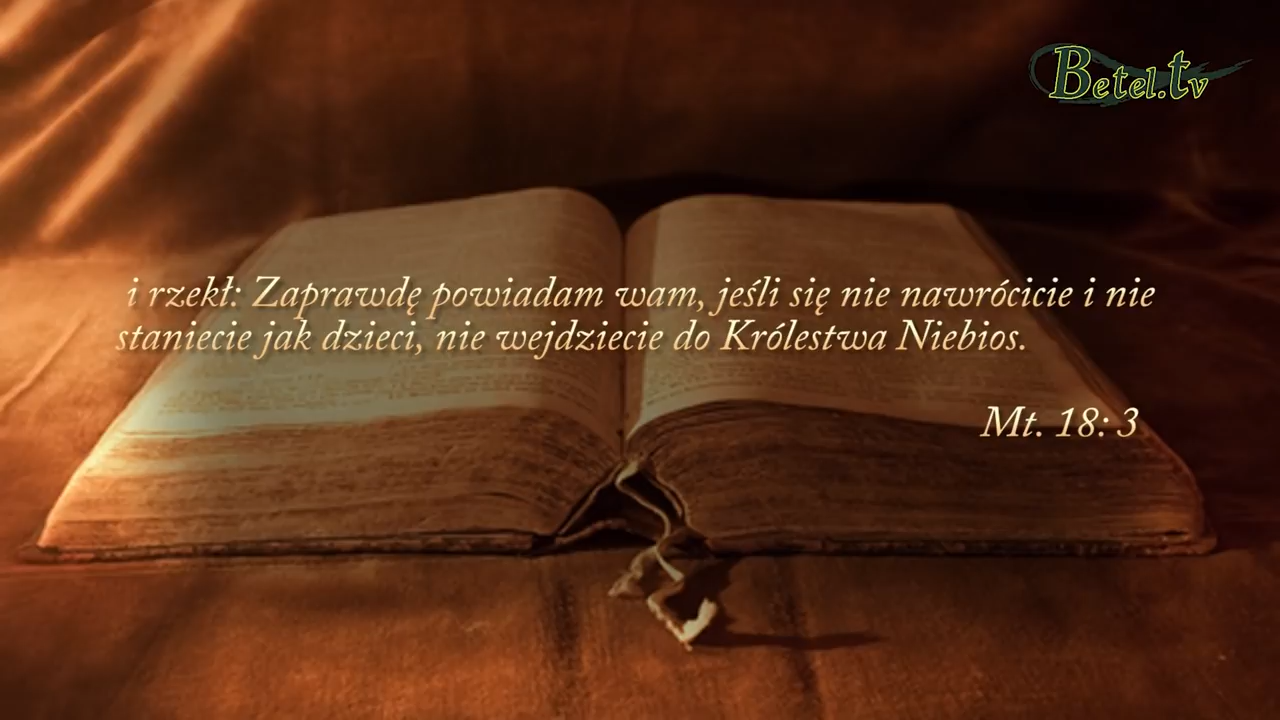 Betel.tv
i rzekł: Zaprawdę powiadam wam, jeśli się nie nawrócicie i nie
staniecie jak dzieci, nie wejdziecie do Królestwa Niebios.
Mt. 18: 3